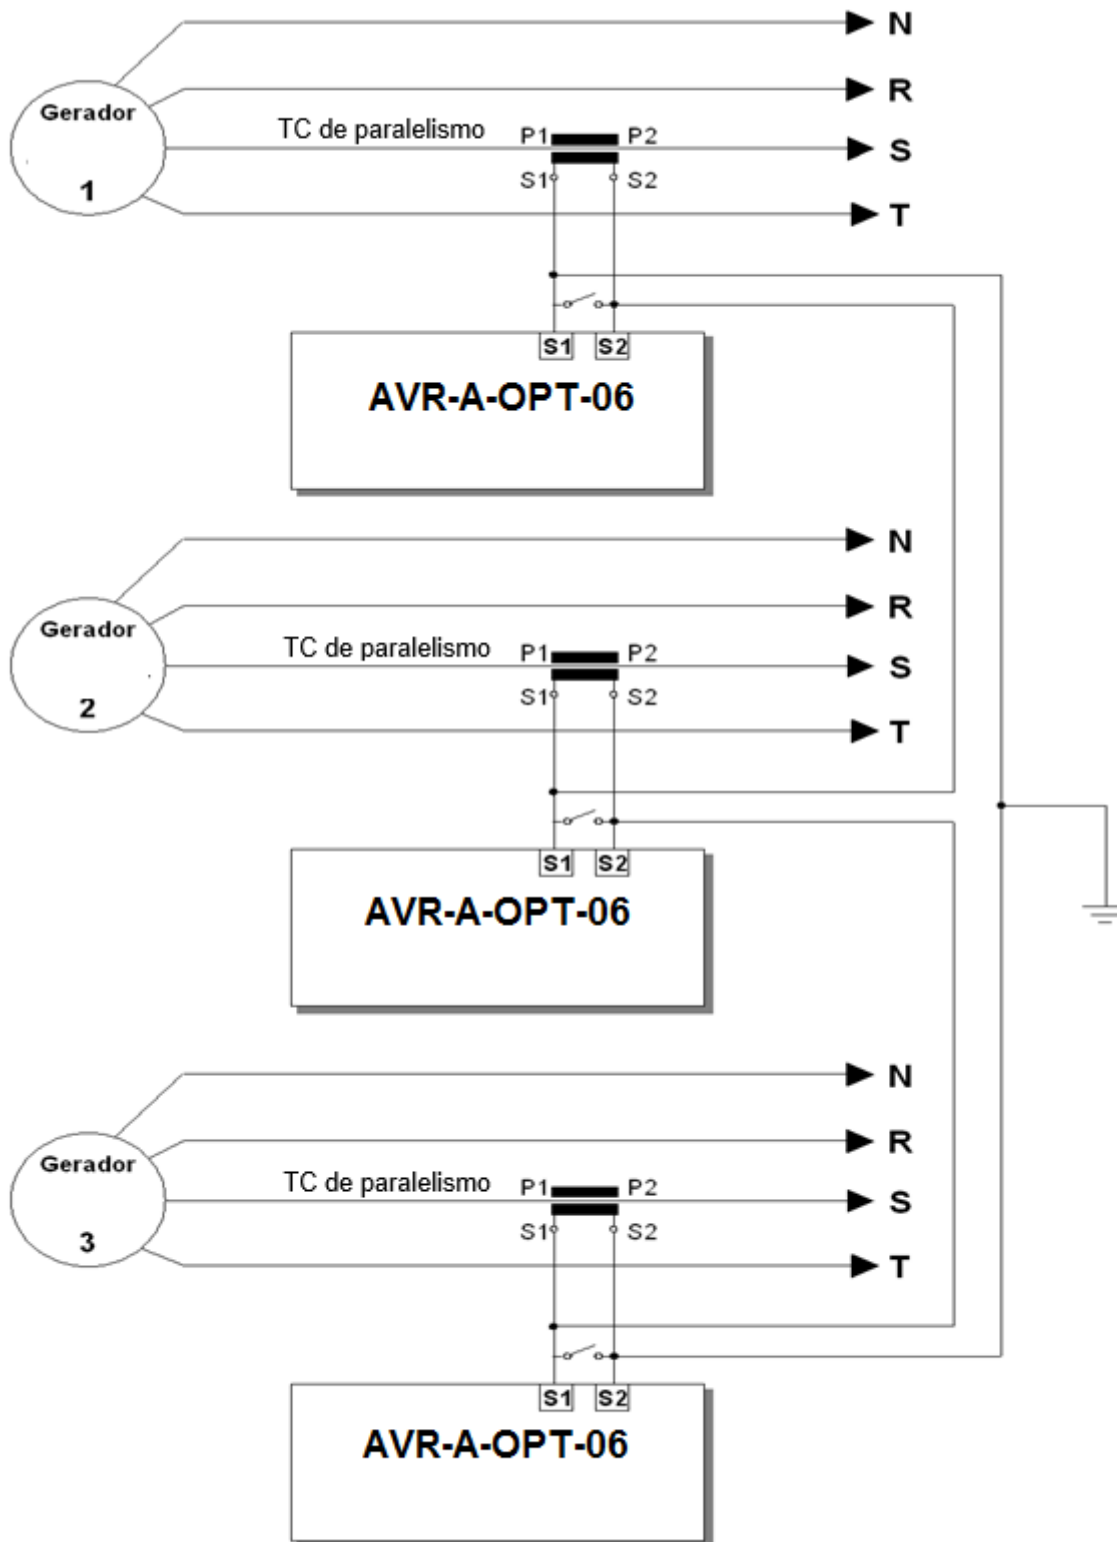 N
Gerador
R
TC de paralelismo P1 P2 S
1 S1 S2
T
S1 S2
AVR-A-OPT-06
N
Gerador
R
TC de paralelismo P1 P2 S
2 S1 S2
T
S1 S2
AVR-A-OPT-06
N
Gerador
R
TC de paralelismo P1 P2 S
3 S1 S2
T
S1 S2
AVR-A-OPT-06